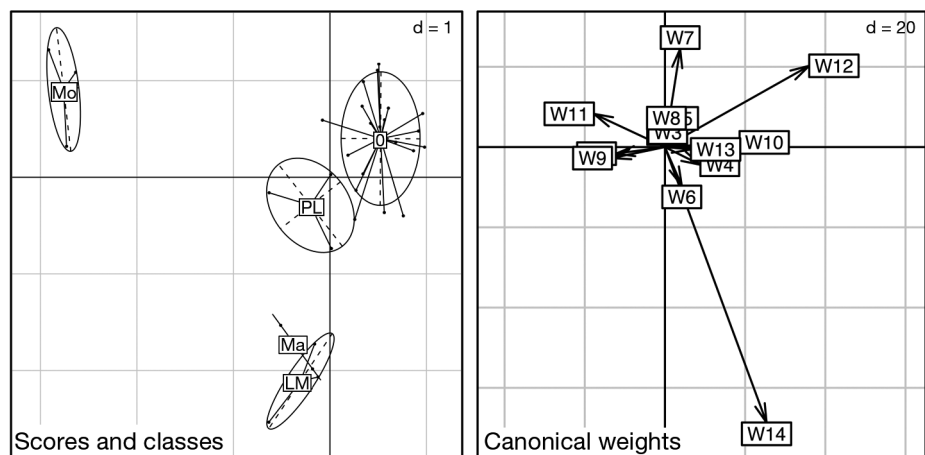 d = 1
Mo
0
PL
Ma
LM
Scores and classes
d = 20
W7
W12
W11
W8
5
W3
W10
W13
W9
W4
W6
W14
Canonical weights